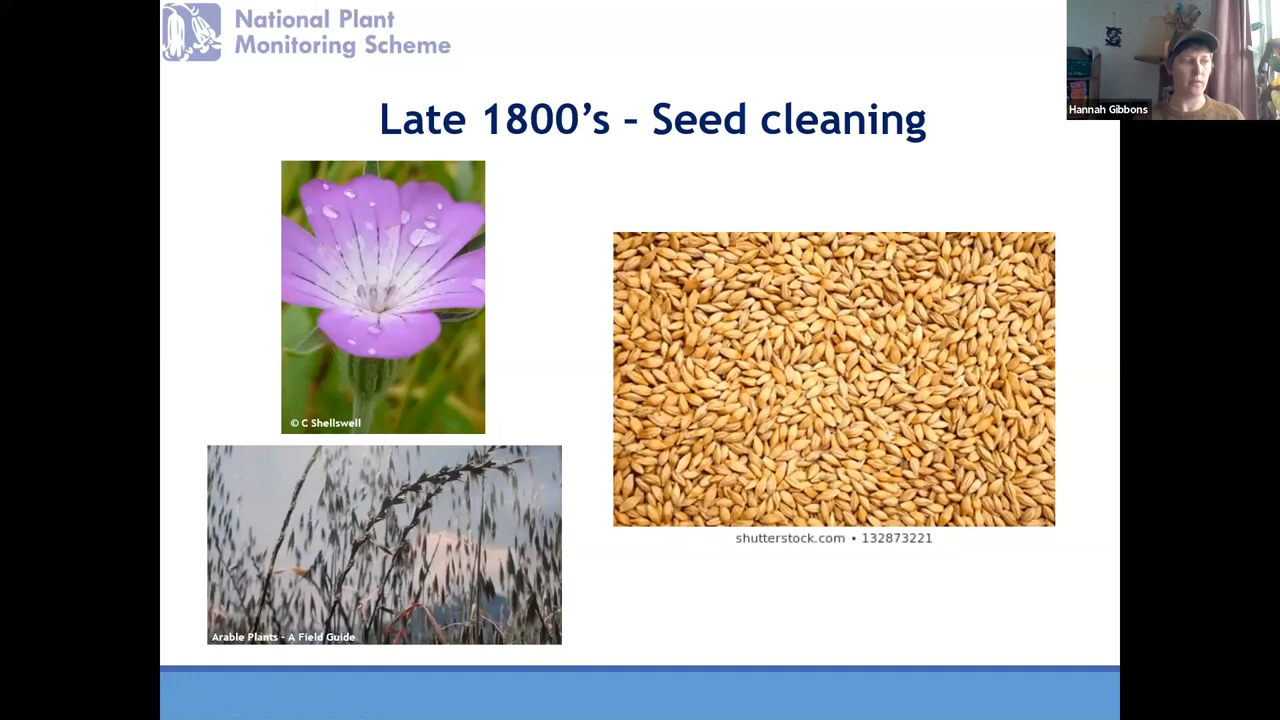 National Plant
Monitoring Scheme
Hannah Gibbons
Late 1800's – Seed cleaning
© C Shellswell
shutterstock.com • 132873221
Arable Plants - A Field Guide